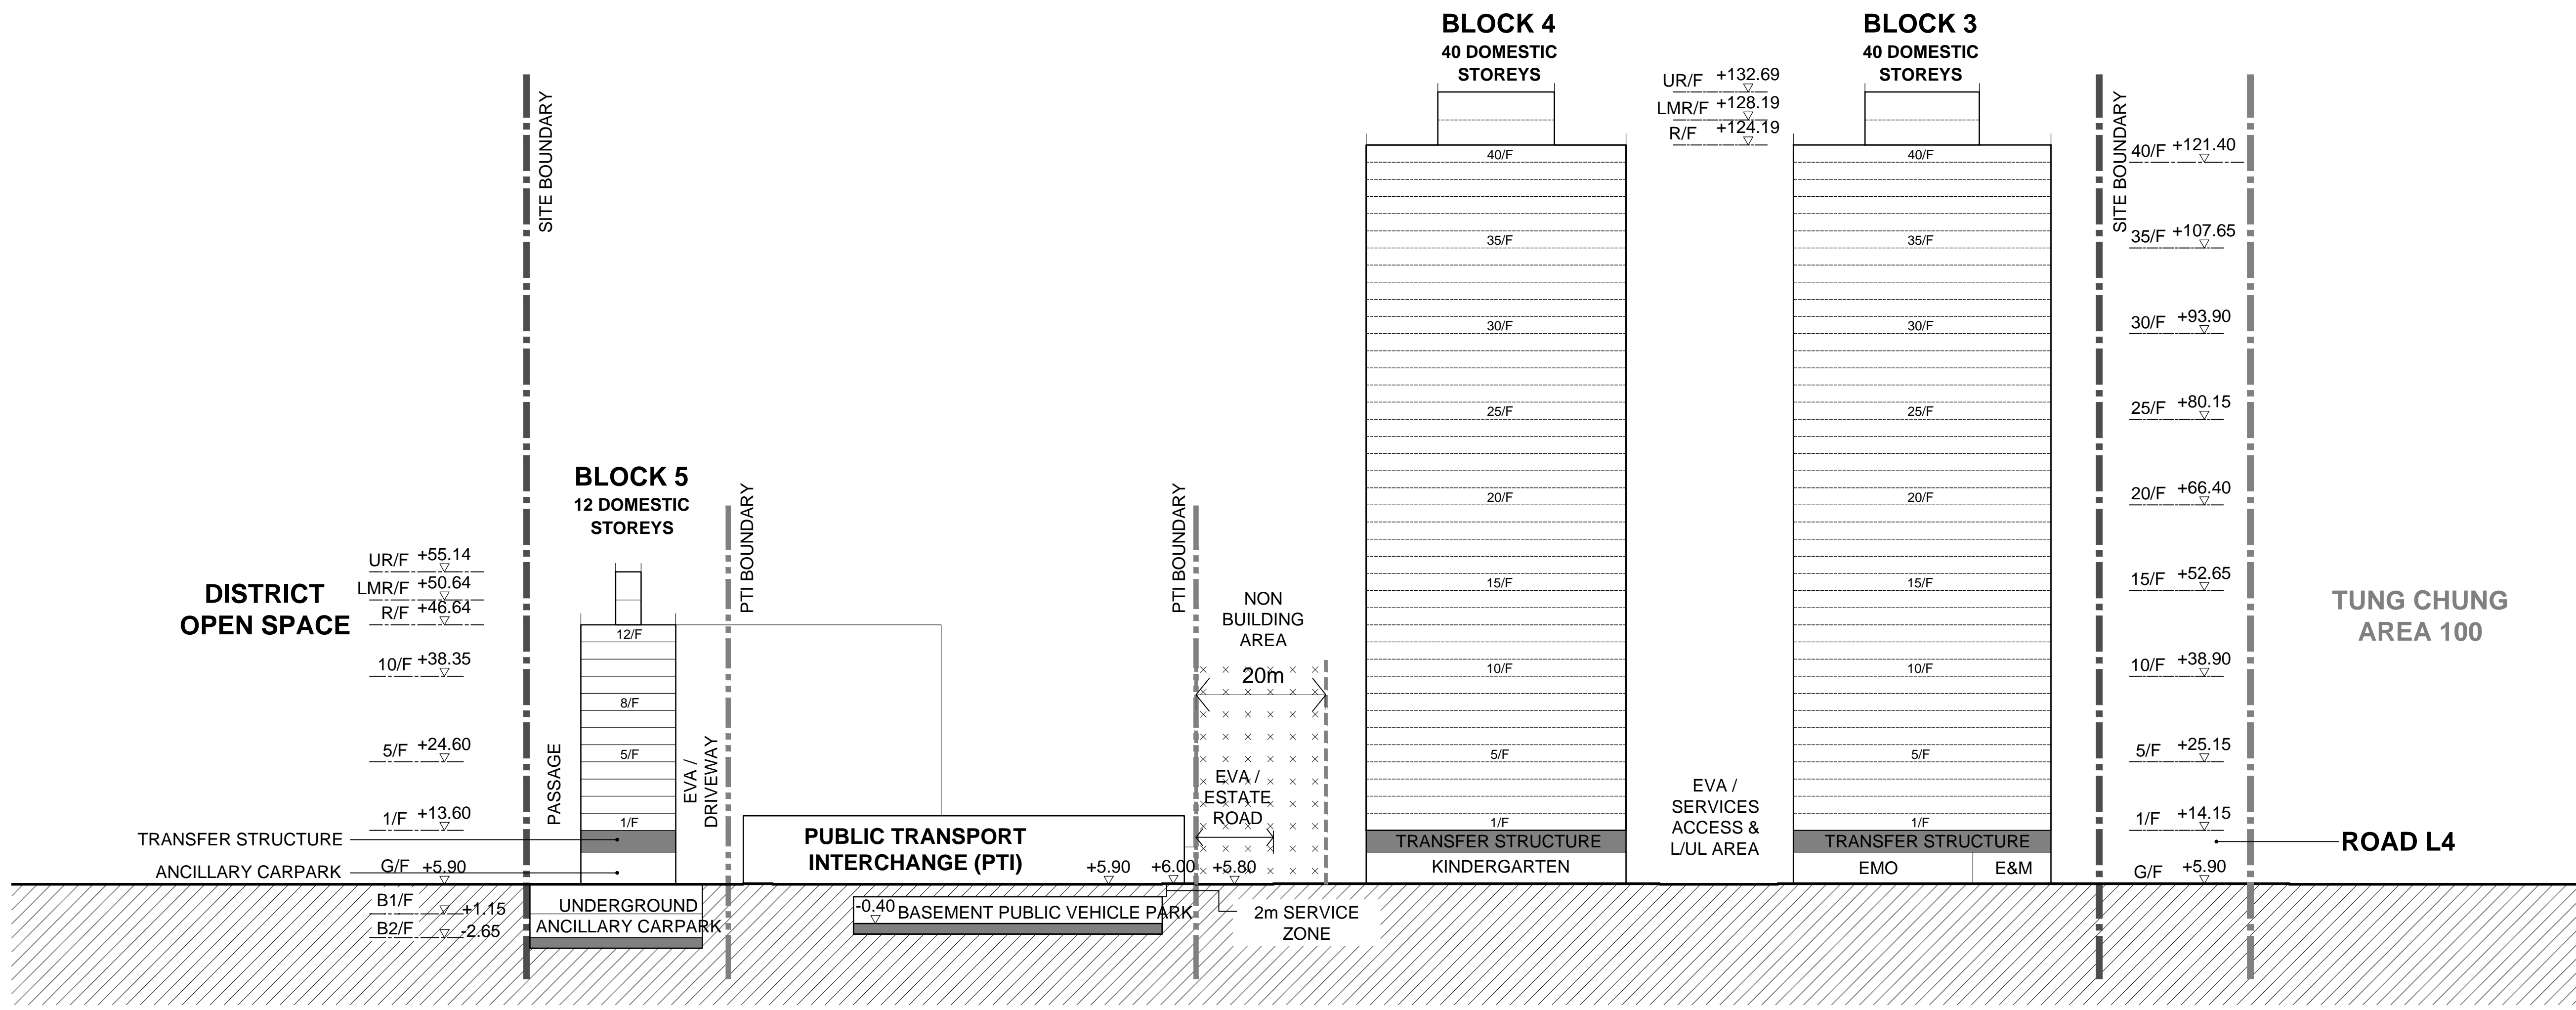 BLOCK 4
40 DOMESTIC
STOREYS
BLOCK 3
40 DOMESTIC
STOREYS
UR/F +132.69
LMR/F +128.19
R/F +124.19
SITE BOUNDARY
SITE BOUNDARY
40/F +121.40
35/F +107.65
30/F +93.90
25/F +80.15
20/F +66.40
15/F +52.65
10/F +38.90
5/F +25.15
1/F +14.15
G/F +5.90
40/F
35/F
30/F
25/F
20/F
15/F
10/F
5/F
1/F
TRANSFER STRUCTURE
KINDERGARTEN
40/F
35/F
30/F
25/F
20/F
15/F
10/F
5/F
1/F
TRANSFER STRUCTURE
EMO
E&M
EVA /
SERVICES
ACCESS &
L/UL AREA
BLOCK 5
12 DOMESTIC
STOREYS
UR/F +55.14
LMR/F +50.64
R/F +46.64
10/F +38.35
5/F +24.60
1/F +13.60
G/F +5.90
B1/F +1.15
B2/F -2.65
DISTRICT
OPEN SPACE
TRANSFER STRUCTURE
ANCILLARY CARPARK
12/F
8/F
5/F
1/F
PASSAGE
EVA /
DRIVEWAY
PTI BOUNDARY
PTI BOUNDARY
UNDERGROUND
ANCILLARY CARPARK
PUBLIC TRANSPORT
INTERCHANGE (PTI)
+5.90
+6.00
+5.80
-0.40
BASEMENT PUBLIC VEHICLE PARK
2m SERVICE
ZONE
NON
BUILDING
AREA
20m
EVA /
ESTATE
ROAD
TUNG CHUNG
AREA 100
ROAD L4